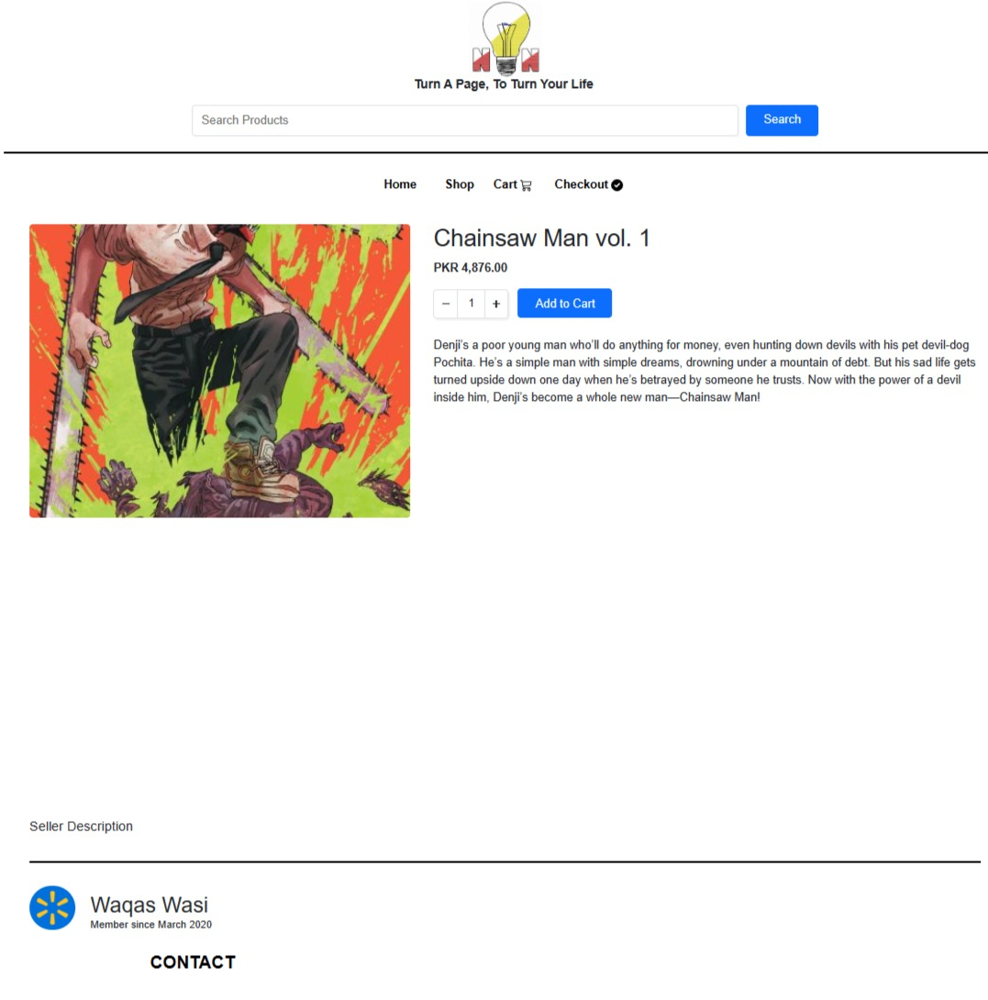 N N
Turn A Page, To Turn Your Life
Search Products
Search
Home Shop Cart Checkout
Chainsaw Man vol. 1
PKR 4,876.00
− 1 + Add to Cart
Denji's a poor young man who'll do anything for money, even hunting down devils with his pet devil-dog
Pochita. He's a simple man with simple dreams, drowning under a mountain of debt. But his sad life gets
turned upside down one day when he's betrayed by someone he trusts. Now with the power of a devil
inside him, Denji's become a whole new man—Chainsaw Man!
Seller Description
Waqas Wasi
Member since March 2020
CONTACT